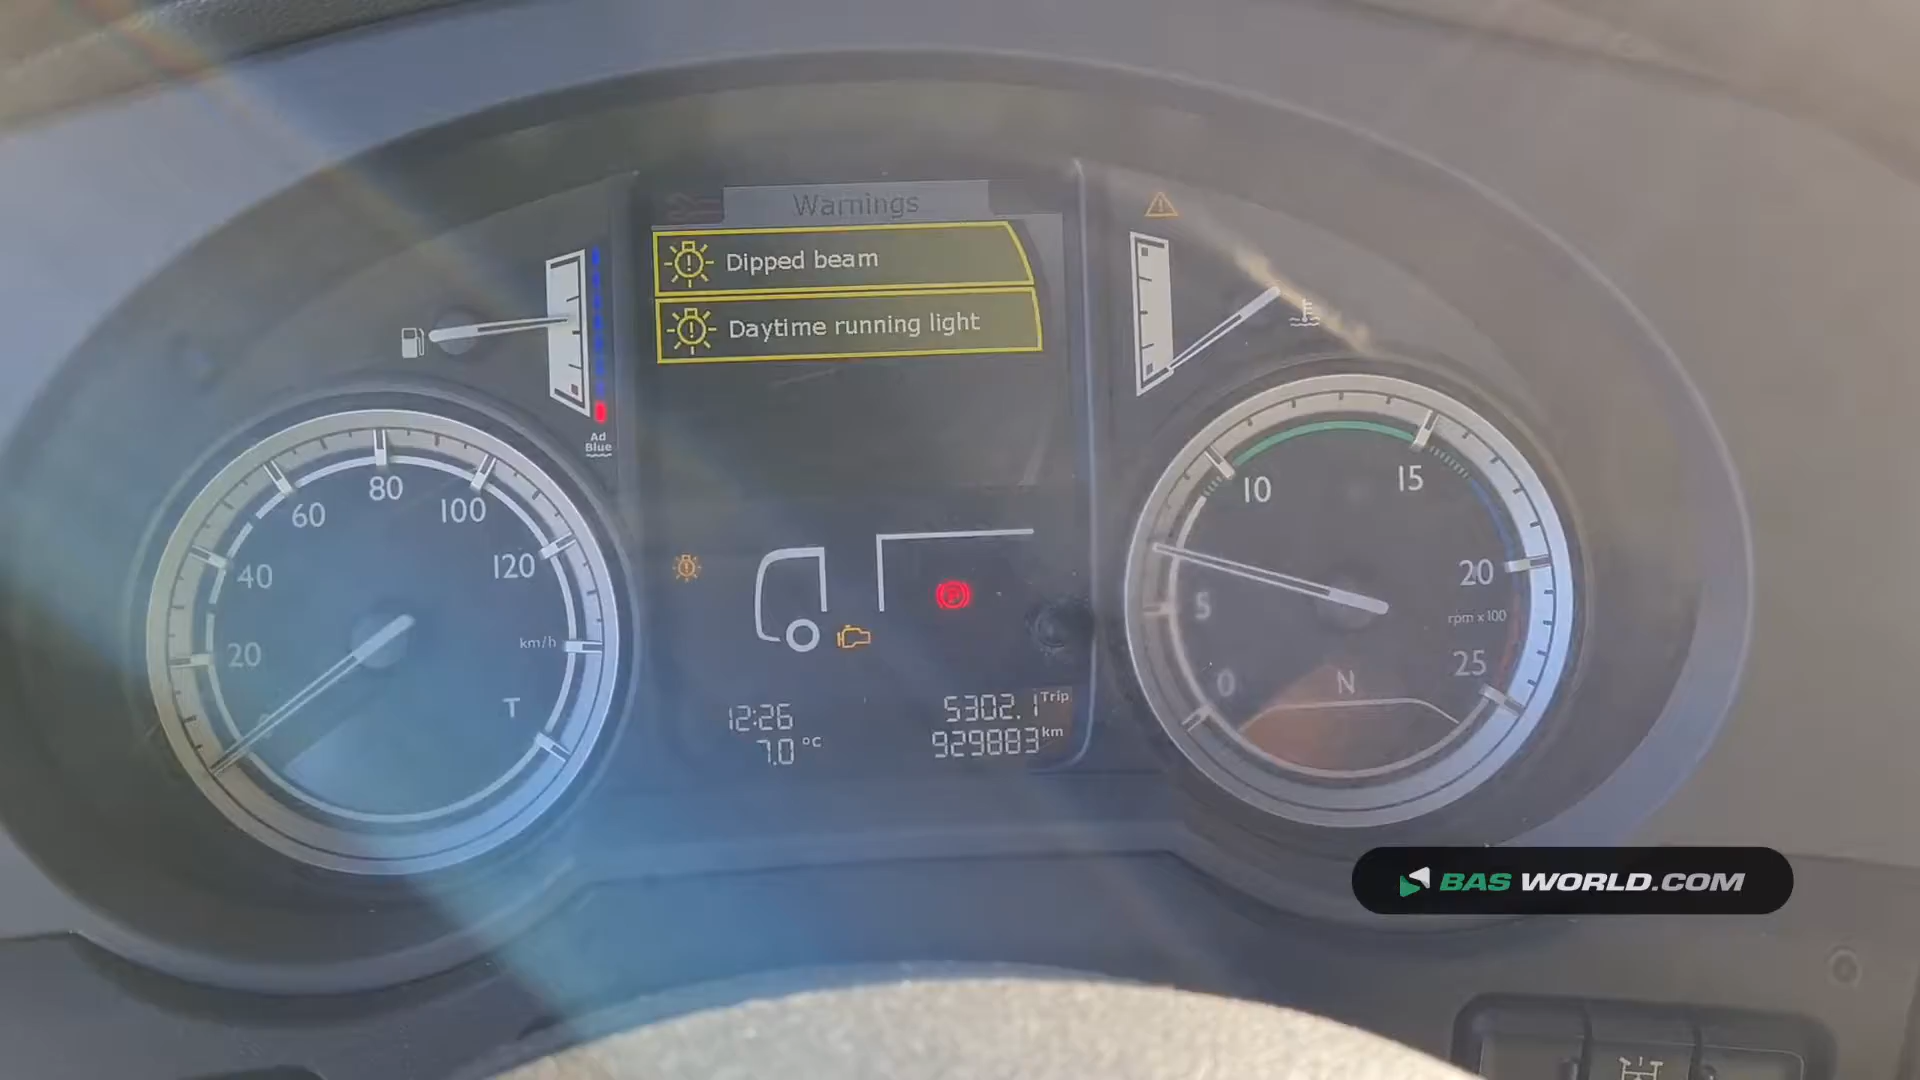 Warnings
Dipped beam
Daytime running light
Ad
Blue
20
40
60
80
100
120
km/h
T
12:26
7.0 °C
5302.1 Trip
929883 km
0
5
10
15
20
25
rpm x 100
N
BAS WORLD.COM